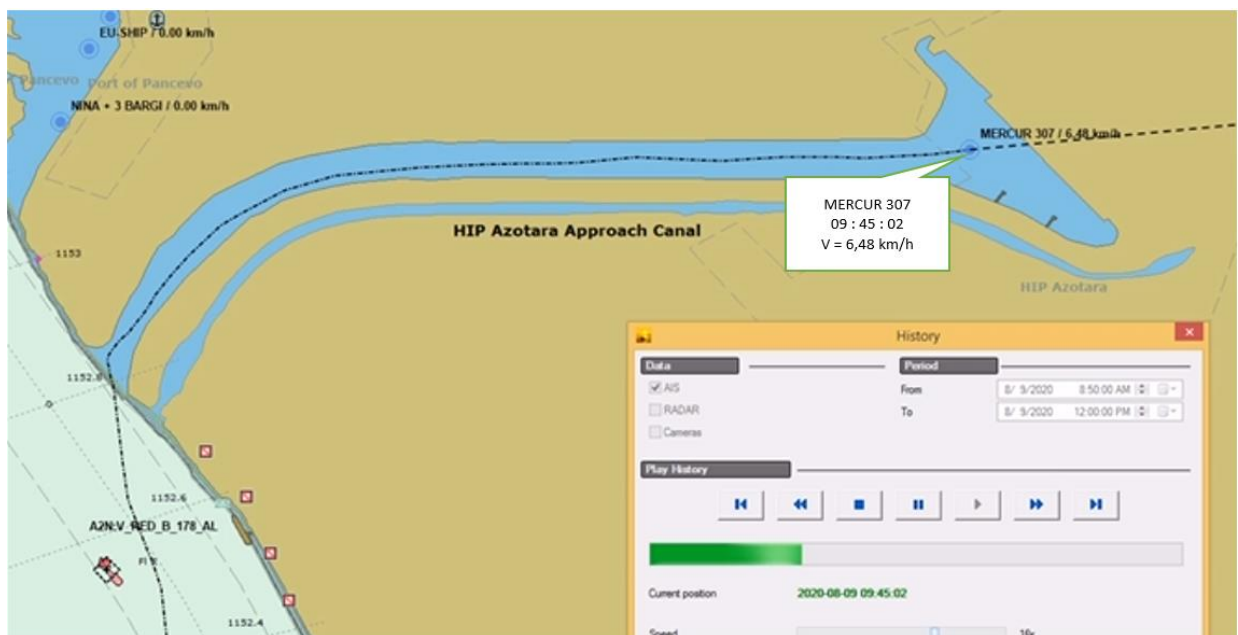 EU-SHIP / 0.00 km/h
Pancevo
Port of Pancevo
NINA + 3 BARGI / 0.00 km/h
MERCUR 307 / 6,48 km/h
MERCUR 307
09 : 45 : 02
V = 6,48 km/h
HIP Azotara Approach Canal
1153
HIP Azotara
1152.8
1152.6
A2N:V_RED_B_178_AL
1152.4
History
Data
Period
AIS
From
8/ 9/2020 8:50:00 AM
RADAR
To
8/ 9/2020 12:00:00 PM
Cameras
Play History
Current position
2020-08-09 09:45:02
Speed
16x